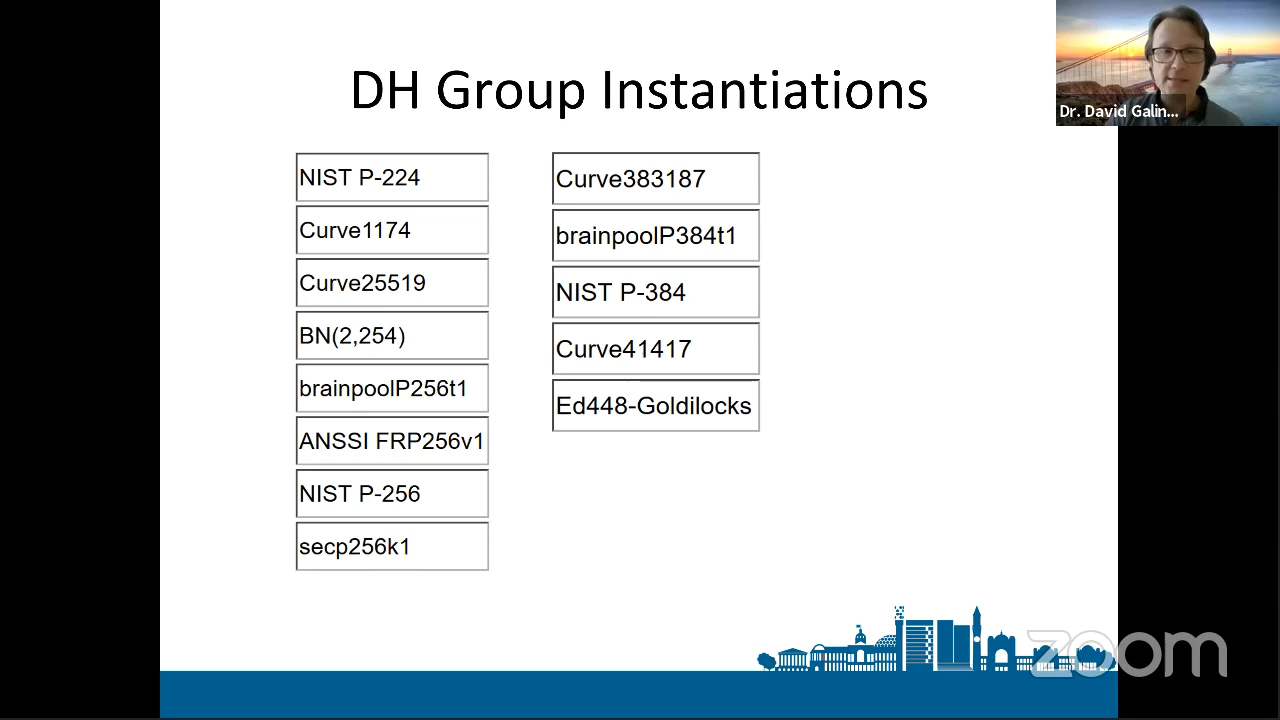 DH Group Instantiations
NIST P-224
Curve1174
Curve25519
BN(2,254)
brainpoolP256t1
ANSSI FRP256v1
NIST P-256
secp256k1
Curve383187
brainpoolP384t1
NIST P-384
Curve41417
Ed448-Goldilocks
Dr. David Galin...
zoom